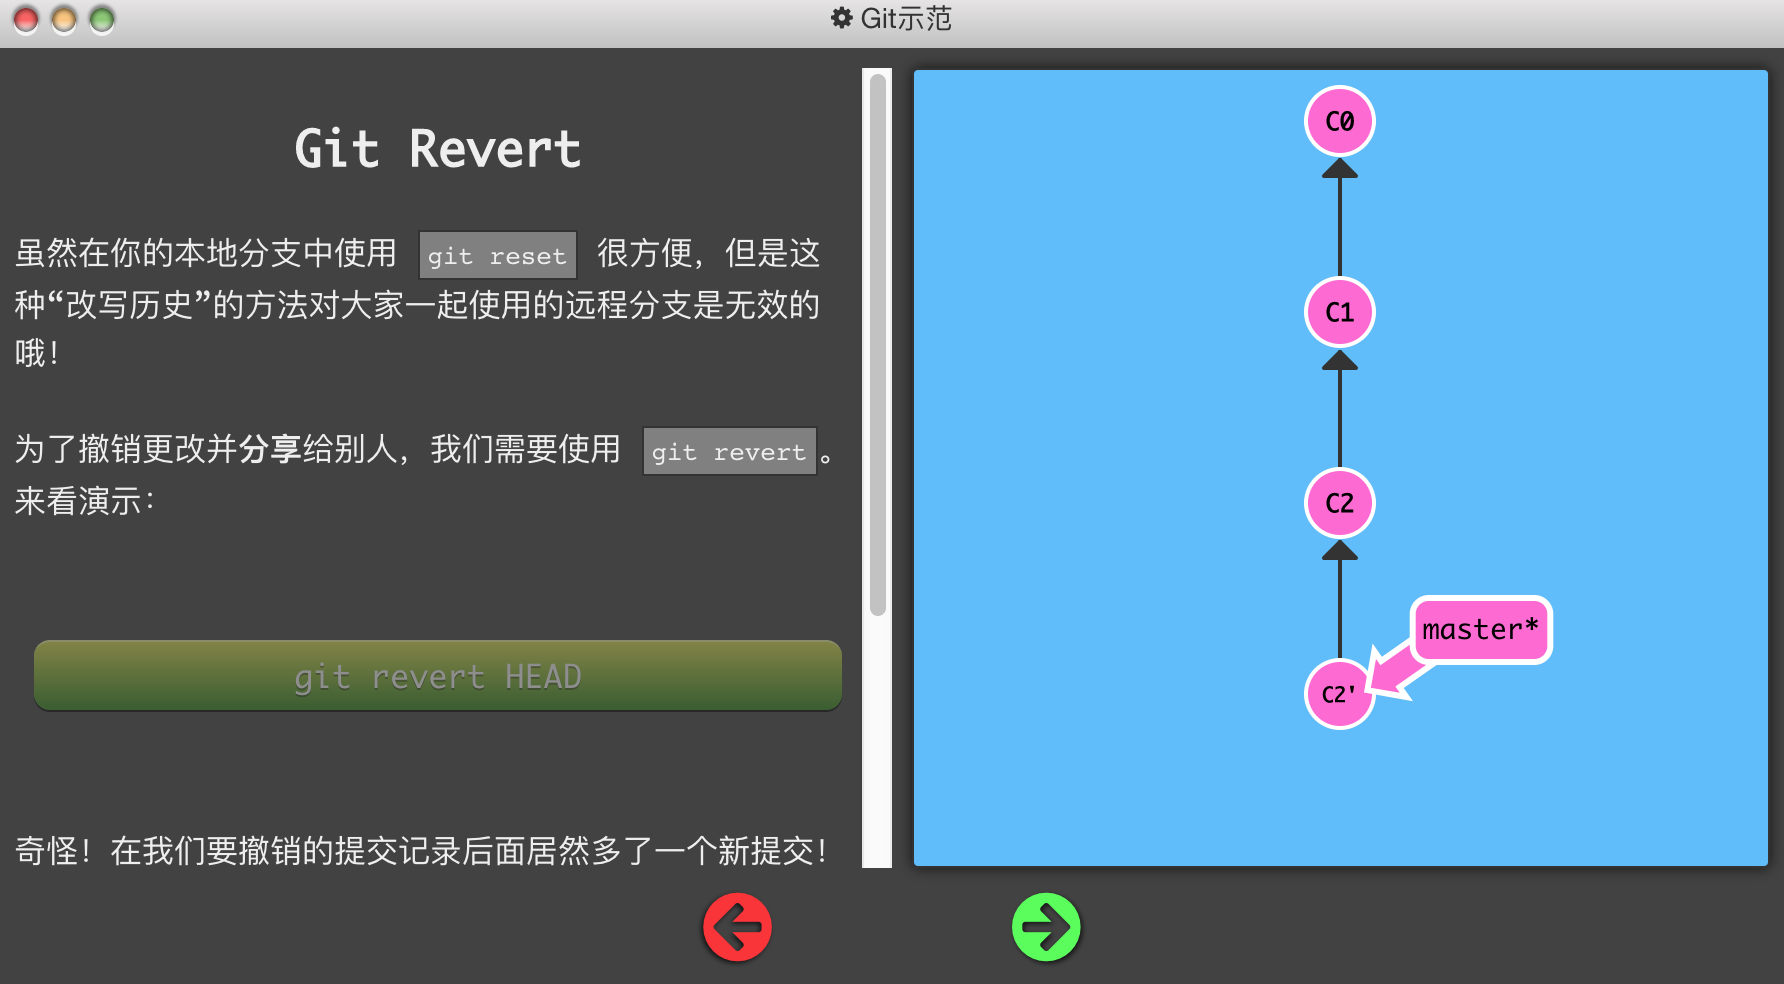 Git示范
Git Revert
虽然在你的本地分支中使用 git reset 很方便，但是这
种“改写历史”的方法对大家一起使用的远程分支是无效的
哦！
为了撤销更改并分享给别人，我们需要使用 git revert。
来看演示：
git revert HEAD
奇怪！在我们要撤销的提交记录后面居然多了一个新提交！
C0
C1
C2
master*
C2'